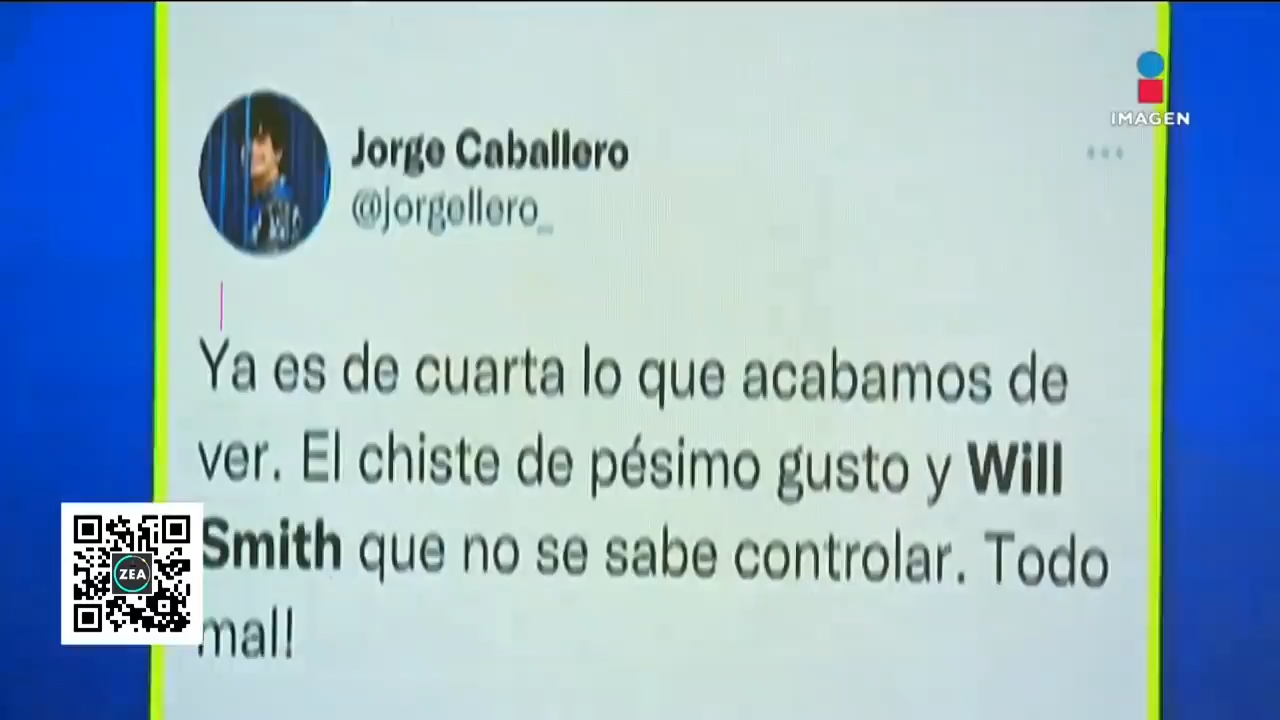 IMAGEN
Jorge Caballero
@jorgellero_
Ya es de cuarta lo que acabamos de
ver. El chiste de pésimo gusto y Will
Smith que no se sabe controlar. Todo
mal!
ZEA